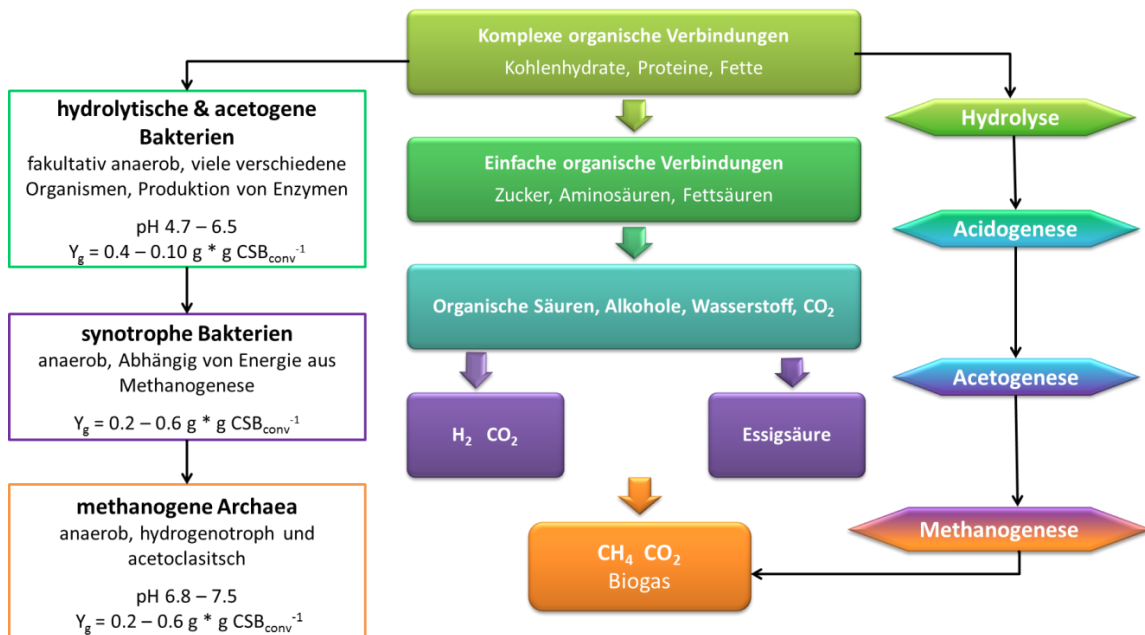 Komplexe organische Verbindungen
Kohlenhydrate, Proteine, Fette
hydrolytische & acetogene
Bakterien
fakultativ anaerob, viele verschiedene
Organismen, Produktion von Enzymen
pH 4.7 – 6.5
Yg = 0.4 – 0.10 g * g CSBconv-1
Hydrolyse
Einfache organische Verbindungen
Zucker, Aminosäuren, Fettsäuren
Acidogenese
Organische Säuren, Alkohole, Wasserstoff, CO2
synotrophe Bakterien
anaerob, Abhängig von Energie aus
Methanogenese
Yg = 0.2 – 0.6 g * g CSBconv-1
Acetogenese
H2 CO2
Essigsäure
methanogene Archaea
anaerob, hydrogenotroph und
acetoclasitsch
pH 6.8 – 7.5
Yg = 0.2 – 0.6 g * g CSBconv-1
Methanogenese
CH4 CO2
Biogas